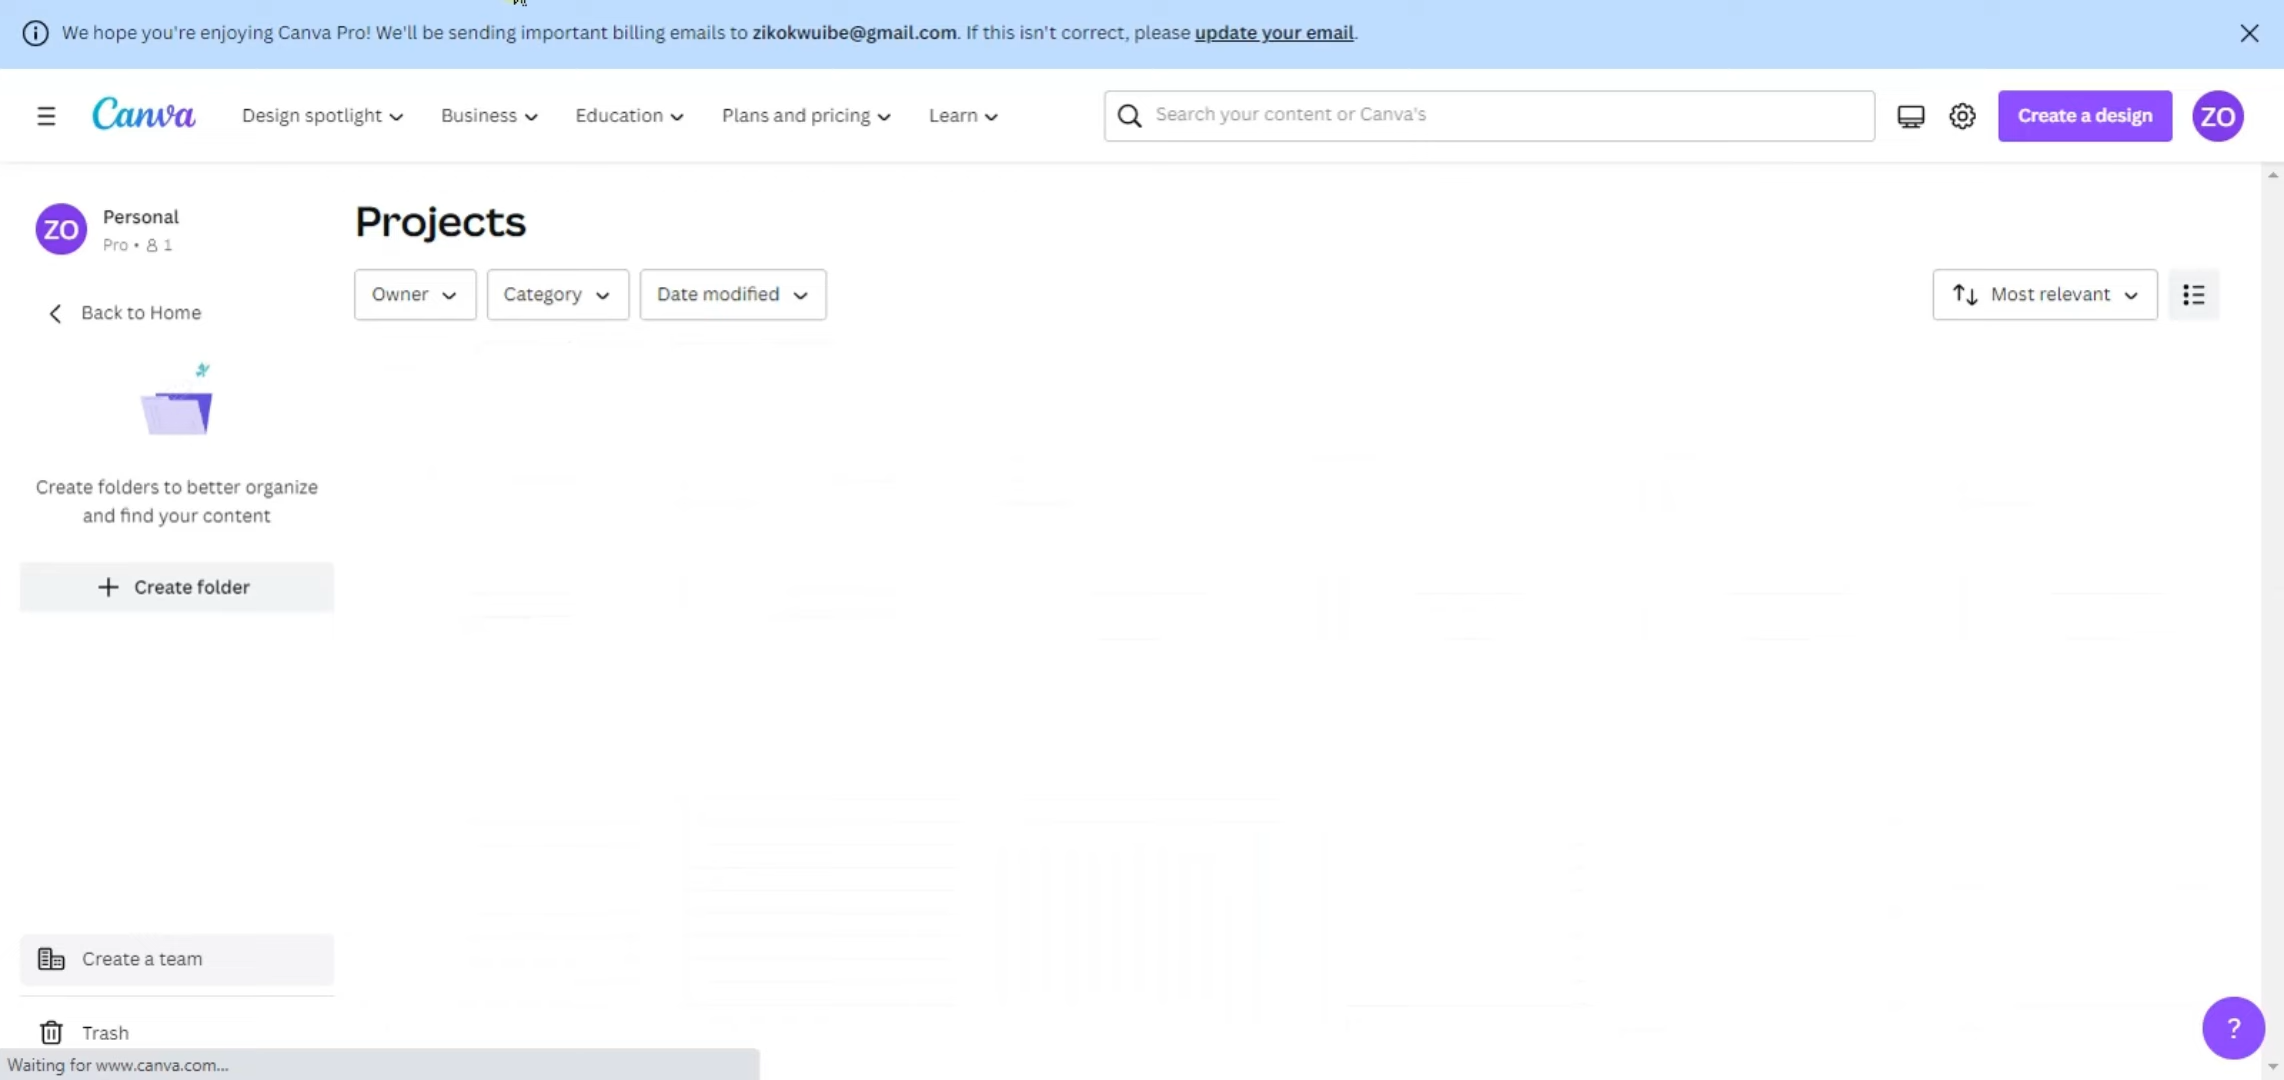 We hope you're enjoying Canva Pro! We'll be sending important billing emails to zikokwuibe@gmail.com. If this isn't correct, please update your email.
Canva
Design spotlight
Business
Education
Plans and pricing
Learn
Search your content or Canva's
Create a design
ZO
ZO
Personal
Pro • 1
Projects
Owner
Category
Date modified
Most relevant
Back to Home
Create folders to better organize
and find your content
+ Create folder
Create a team
Trash
?
Waiting for www.canva.com...